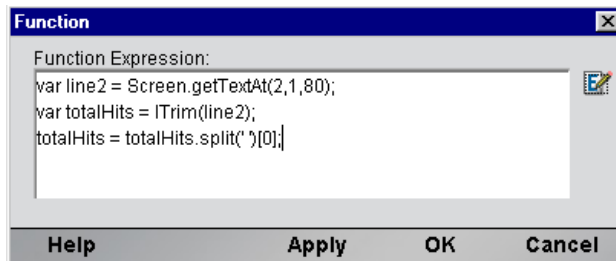 Function
Function Expression:
var line2 = Screen.getTextAt(2,1,80);
var totalHits = lTrim(line2);
totalHits = totalHits.split(' ')[0];
Help Apply OK Cancel